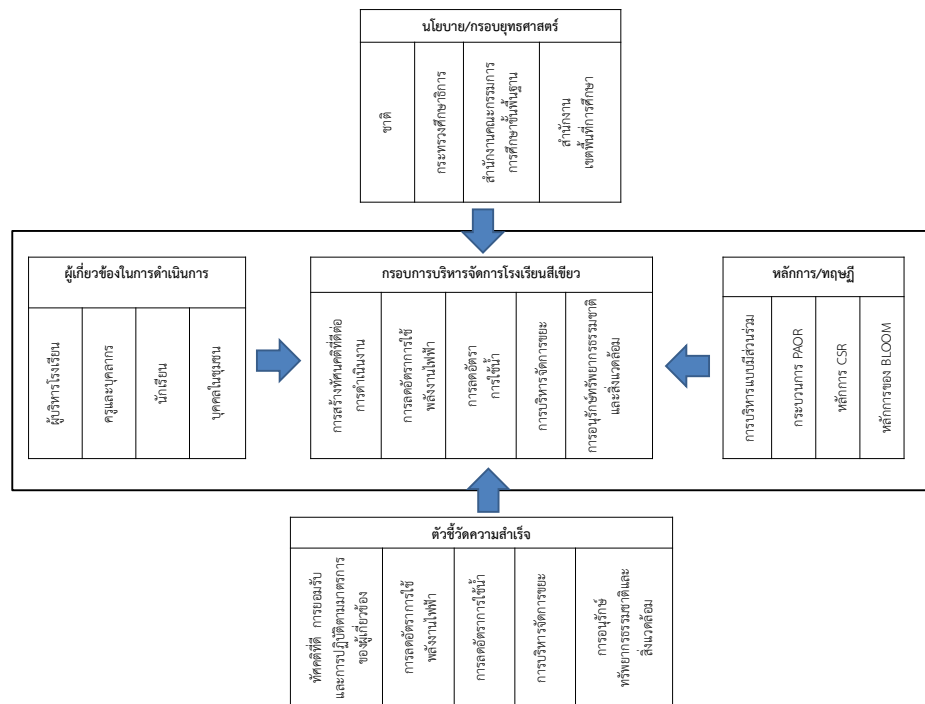 นโยบาย/กรอบยุทธศาสตร์
ชาติ
กระทรวงศึกษาธิการ
สำนักงานคณะกรรมการ
การศึกษาขั้นพื้นฐาน
สำนักงาน
เขตพื้นที่การศึกษา
ผู้เกี่ยวข้องในการดำเนินการ
ผู้บริหารโรงเรียน
ครูและบุคลากร
นักเรียน
บุคคลในชุมชน
กรอบการบริหารจัดการโรงเรียนสีเขียว
การสร้างทัศนคติที่ดีต่อ
การดำเนินงาน
การลดอัตราการใช้
พลังงานไฟฟ้า
การลดอัตรา
การใช้น้ำ
การบริหารจัดการขยะ
การอนุรักษ์ทรัพยากรธรรมชาติ
และสิ่งแวดล้อม
หลักการ/ทฤษฎี
การบริหารแบบมีส่วนร่วม
กระบวนการ PAOR
หลักการ CSR
หลักการของ BLOOM
ตัวชี้วัดความสำเร็จ
ทัศคติที่ดี การยอมรับ
และการปฏิบัติตามมาตรการ
ของผู้เกี่ยวข้อง
การลดอัตราการใช้
พลังงานไฟฟ้า
การลดอัตราการใช้น้ำ
การบริหารจัดการขยะ
การอนุรักษ์
ทรัพยากรธรรมชาติและ
สิ่งแวดล้อม